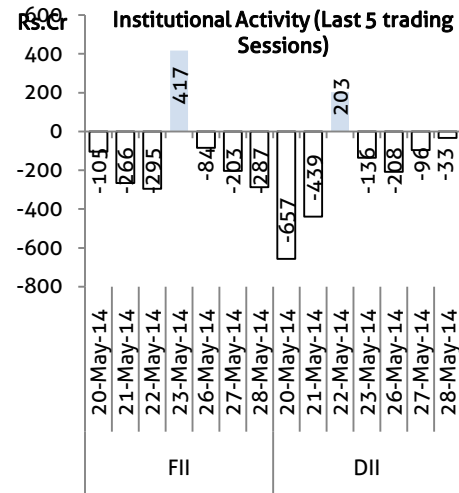 Rs.Cr
Institutional Activity (Last 5 trading
Sessions)
600
400
200
0
-200
-400
-600
-800
-105
-266
-295
417
-84
-203
-287
-657
-439
203
-136
-208
-96
-33
20-May-14
21-May-14
22-May-14
23-May-14
26-May-14
27-May-14
28-May-14
20-May-14
21-May-14
22-May-14
23-May-14
26-May-14
27-May-14
28-May-14
FII
DII